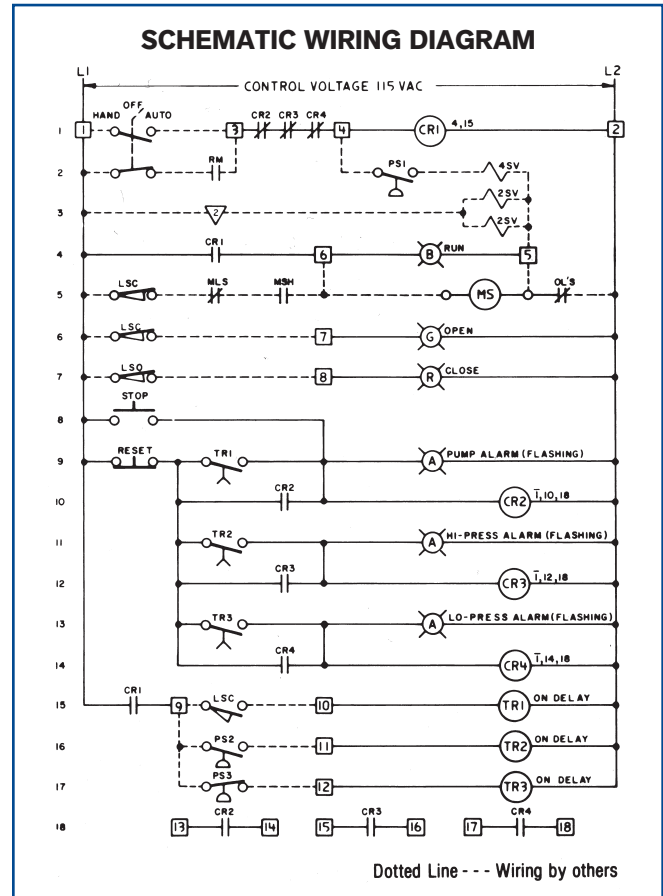 SCHEMATIC WIRING DIAGRAM
L1 L2
CONTROL VOLTAGE 115 VAC
OFF
HAND AUTO
1 1 3 CR2 CR3 CR4 4 CR1 4,15 2
2 RM PS1 4SV
3 2 2SV
2SV
4 CR1 6 B RUN 5
5 LSC MLS MSH MS OL'S
6 LSC 7 G OPEN
7 LSO 8 R CLOSE
STOP
8
9 RESET TR1 A PUMP ALARM (FLASHING)
10 CR2 CR2 1,10,18
11 TR2 A HI-PRESS ALARM (FLASHING)
12 CR3 CR3 1,12,18
13 TR3 A LO-PRESS ALARM (FLASHING)
14 CR4 CR4 1,14,18
15 CR1 9 LSC 10 TR1 ON DELAY
16 PS2 11 TR2 ON DELAY
17 PS3 12 TR3 ON DELAY
18 13 CR2 14 15 CR3 16 17 CR4 18
Dotted Line - - - Wiring by others